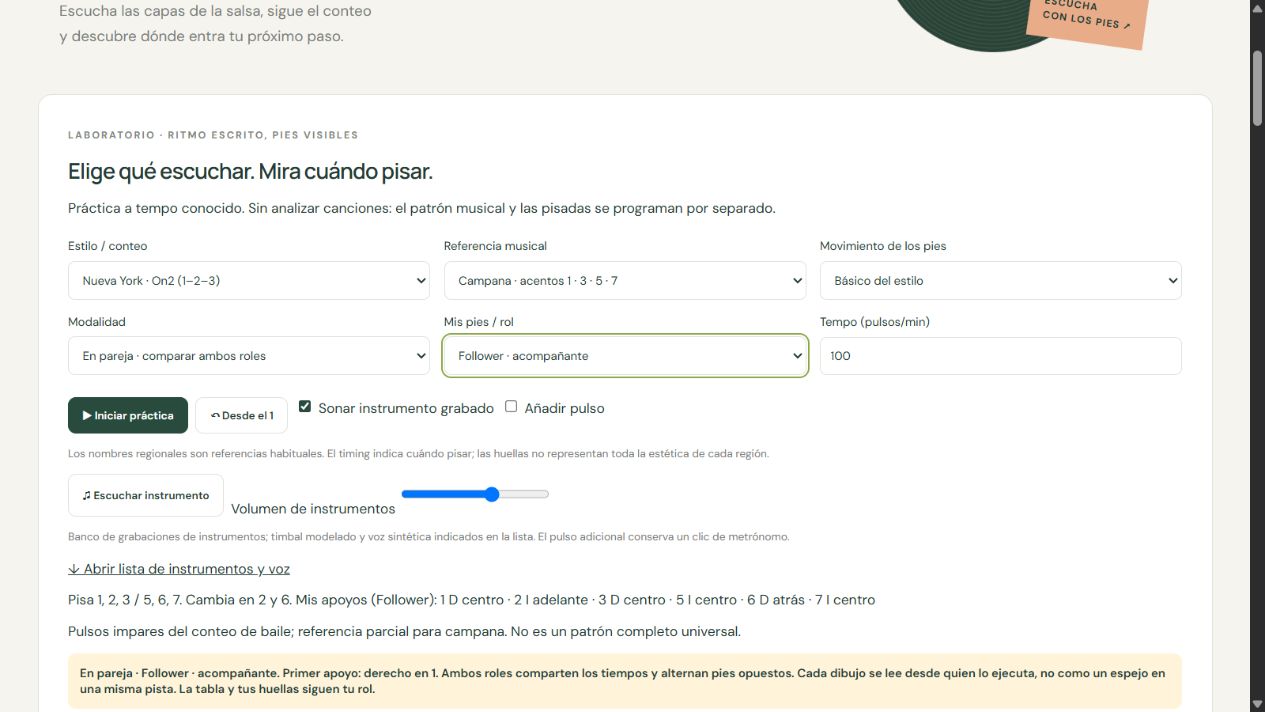 Escucha las capas de la salsa, sigue el conteo
y descubre dónde entra tu próximo paso.
ESCUCHA
CON LOS PIES ↗
LABORATORIO · RITMO ESCRITO, PIES VISIBLES
Elige qué escuchar. Mira cuándo pisar.
Práctica a tempo conocido. Sin analizar canciones: el patrón musical y las pisadas se programan por separado.
Estilo / conteo
Nueva York · On2 (1–2–3)
Referencia musical
Campana · acentos 1 · 3 · 5 · 7
Movimiento de los pies
Básico del estilo
Modalidad
En pareja · comparar ambos roles
Mis pies / rol
Follower · acompañante
Tempo (pulsos/min)
100
▶ Iniciar práctica
↶ Desde el 1
Sonar instrumento grabado
Añadir pulso
Los nombres regionales son referencias habituales. El timing indica cuándo pisar; las huellas no representan toda la estética de cada región.
♫ Escuchar instrumento
Volumen de instrumentos
Banco de grabaciones de instrumentos; timbal modelado y voz sintética indicados en la lista. El pulso adicional conserva un clic de metrónomo.
↓ Abrir lista de instrumentos y voz
Pisa 1, 2, 3 / 5, 6, 7. Cambia en 2 y 6. Mis apoyos (Follower): 1 D centro · 2 I adelante · 3 D centro · 5 I centro · 6 D atrás · 7 I centro
Pulsos impares del conteo de baile; referencia parcial para campana. No es un patrón completo universal.
En pareja · Follower · acompañante. Primer apoyo: derecho en 1. Ambos roles comparten los tiempos y alternan pies opuestos. Cada dibujo se lee desde quien lo ejecuta, no como un espejo en
una misma pista. La tabla y tus huellas siguen tu rol.